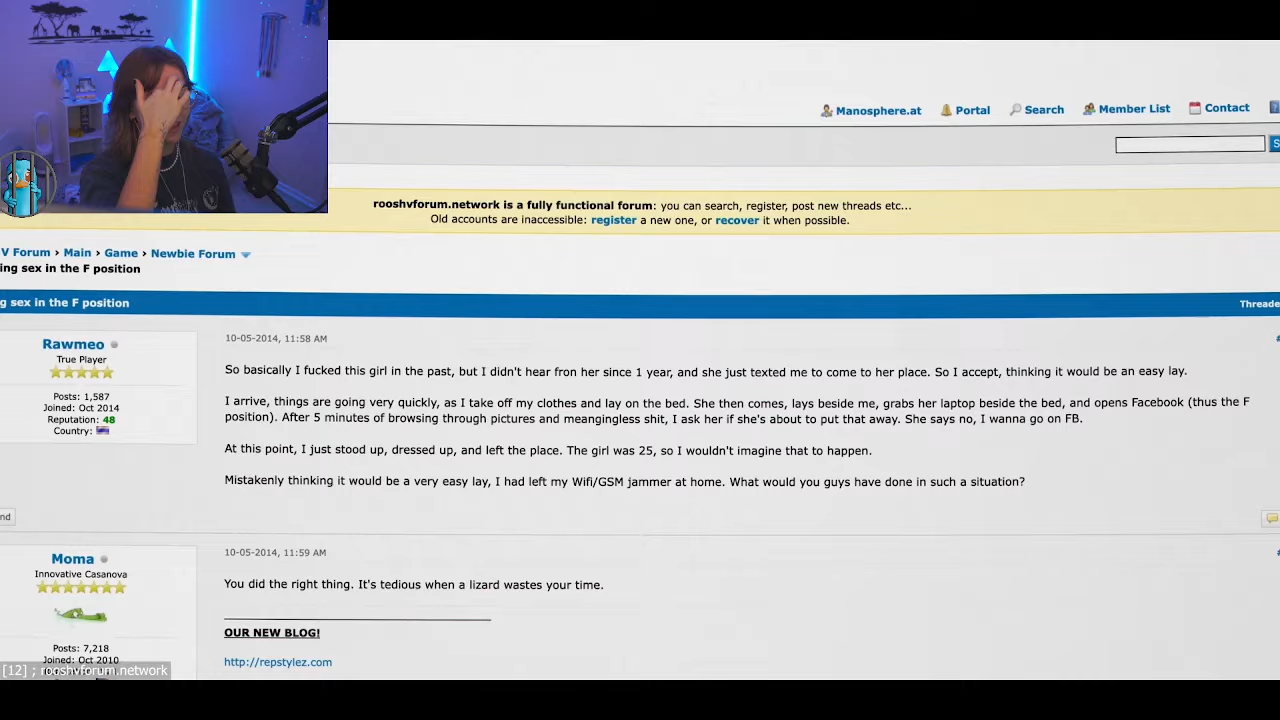 Manosphere.at Portal Search Member List Contact
rooshvforum.network is a fully functional forum: you can search, register, post new threads etc...
Old accounts are inaccessible: register a new one, or recover it when possible.
V Forum › Main › Game › Newbie Forum
ing sex in the F position
g sex in the F position
Threade
Rawmeo
True Player
Posts: 1,587
Joined: Oct 2014
Reputation: 48
Country:
10-05-2014, 11:58 AM
So basically I fucked this girl in the past, but I didn't hear fron her since 1 year, and she just texted me to come to her place. So I accept, thinking it would be an easy lay.
I arrive, things are going very quickly, as I take off my clothes and lay on the bed. She then comes, lays beside me, grabs her laptop beside the bed, and opens Facebook (thus the F
position). After 5 minutes of browsing through pictures and meangingless shit, I ask her if she's about to put that away. She says no, I wanna go on FB.
At this point, I just stood up, dressed up, and left the place. The girl was 25, so I wouldn't imagine that to happen.
Mistakenly thinking it would be a very easy lay, I had left my Wifi/GSM jammer at home. What would you guys have done in such a situation?
nd
Moma
Innovative Casanova
Posts: 7,218
Joined: Oct 2010
10-05-2014, 11:59 AM
You did the right thing. It's tedious when a lizard wastes your time.
OUR NEW BLOG!
http://repstylez.com
[12] ; rooshvforum.network